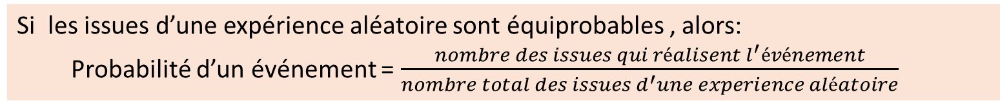 Si les issues d’une expérience aléatoire sont équiprobables , alors:
Probabilité d’un événement = \frac{nombre des issues qui réalisent l'événement}{nombre total des issues d'une experience aléatoire}